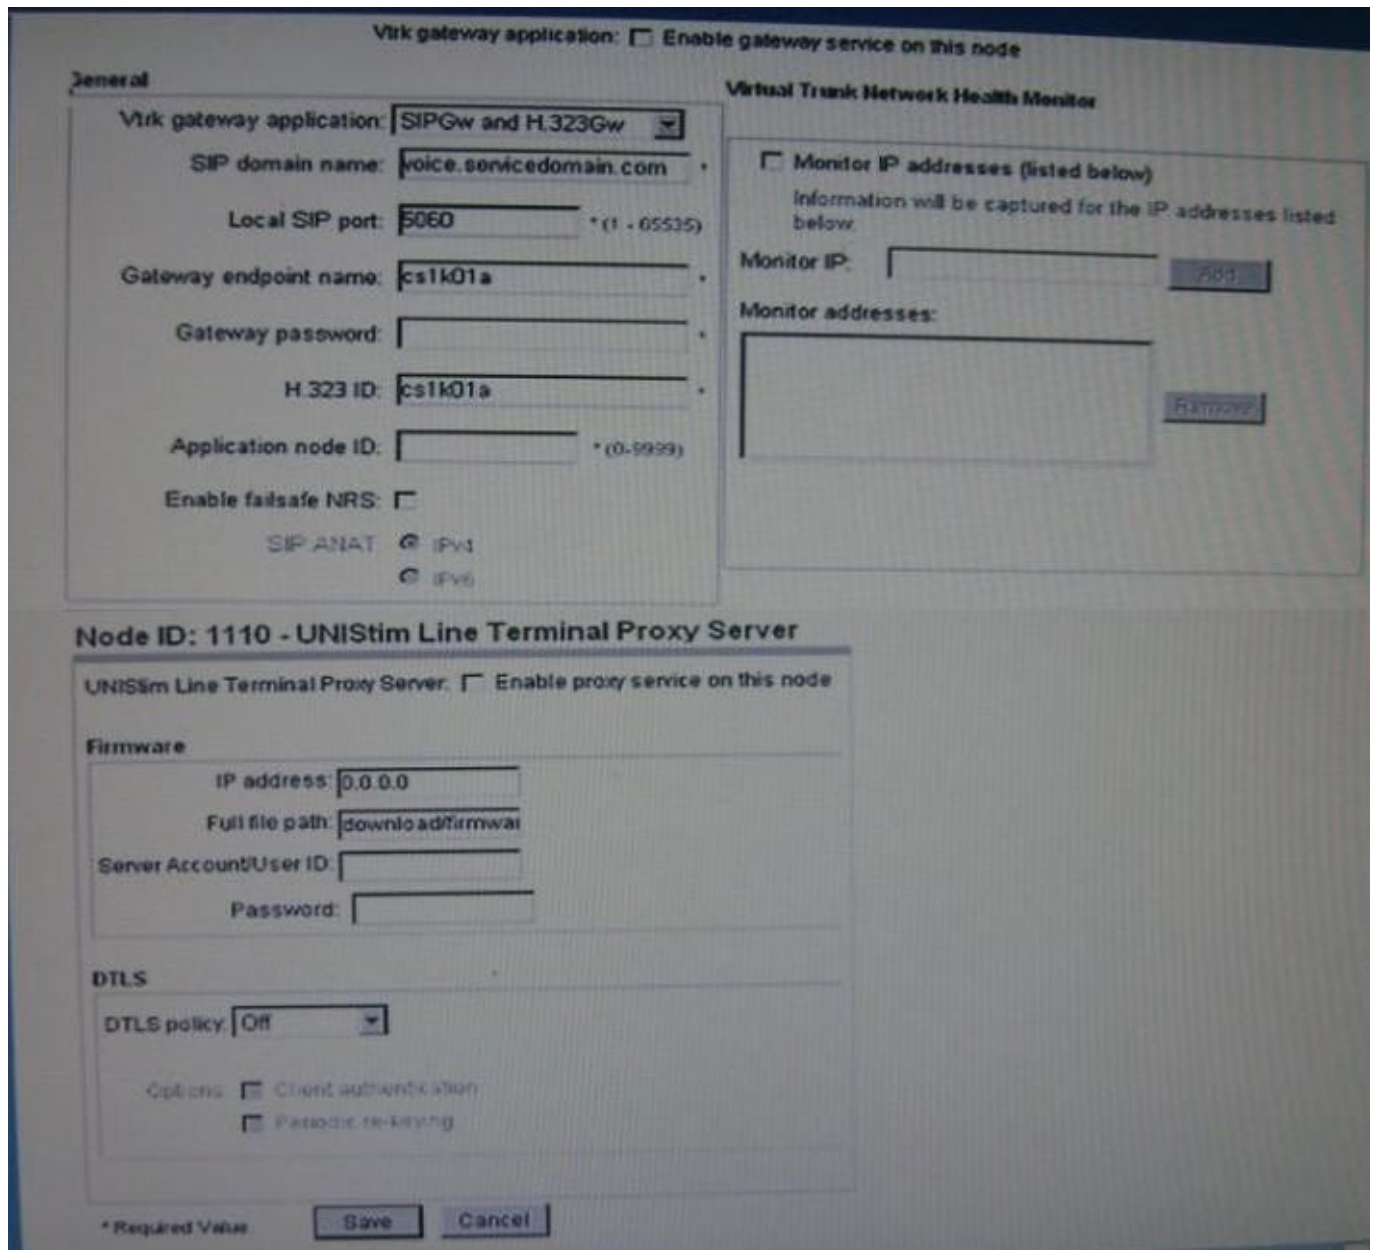 Vtrk gateway application: Enable gateway service on this node
General
Virtual Trunk Network Health Monitor
Vtrk gateway application: SIPGw and H.323Gw
SIP domain name: voice.servicedomain.com *
Local SIP port: 5060 * (1 - 65535)
Gateway endpoint name: cs1k01a *
Gateway password: *
H.323 ID: cs1k01a *
Application node ID: * (0-9999)
Enable failsafe NRS:
SIP ANAT IPv4
IPv6
Monitor IP addresses (listed below)
Information will be captured for the IP addresses listed
below.
Monitor IP: Add
Monitor addresses:
Remove
Node ID: 1110 - UNIStim Line Terminal Proxy Server
UNIStim Line Terminal Proxy Server: Enable proxy service on this node
Firmware
IP address: 0.0.0.0
Full file path: download/firmwar
Server Account/User ID:
Password:
DTLS
DTLS policy: Off
Options: Client authentication
Periodic re-keying
* Required Value Save Cancel